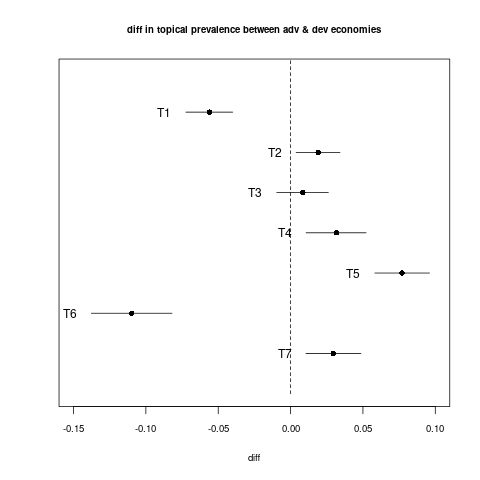 diff in topical prevalence between adv & dev economies
T1
T2
T3
T4
T5
T6
T7
-0.15 -0.10 -0.05 0.00 0.05 0.10
diff